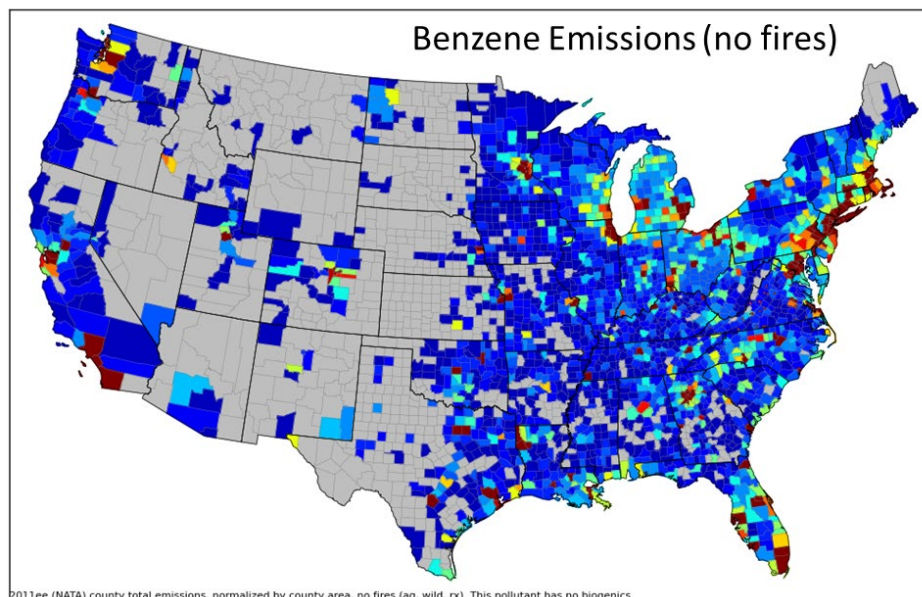 Benzene Emissions (no fires)
2011ee (NATA) county total emissions, normalized by county area, no fires (ag, wild, rx). This pollutant has no biogenics